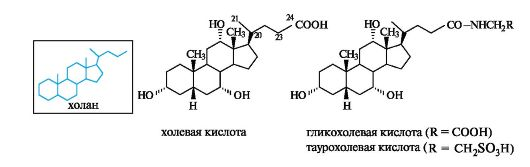 21
24
COOH
HO
CH₃
20
23
CH₃
HO
H
OH
холан
HO
CH₃
CO–NHCH₂R
CH₃
HO
H
OH
холевая кислота
гликохолевая кислота (R = COOH)
таурохолевая кислота (R = CH₂SO₃H)